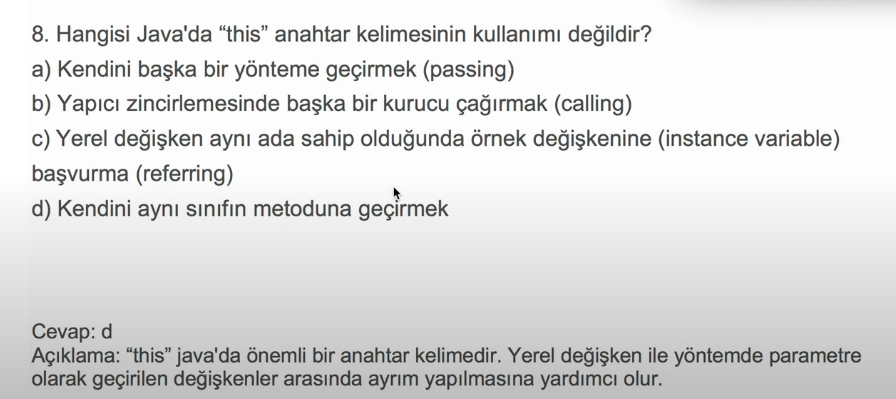 8. Hangisi Java'da “this” anahtar kelimesinin kullanımı değildir?
a) Kendini başka bir yönteme geçirmek (passing)
b) Yapıcı zincirlemesinde başka bir kurucu çağırmak (calling)
c) Yerel değişken aynı ada sahip olduğunda örnek değişkenine (instance variable)
başvurma (referring)
d) Kendini aynı sınıfın metoduna geçirmek
Cevap: d
Açıklama: “this” java'da önemli bir anahtar kelimedir. Yerel değişken ile yöntemde parametre
olarak geçirilen değişkenler arasında ayrım yapılmasına yardımcı olur.